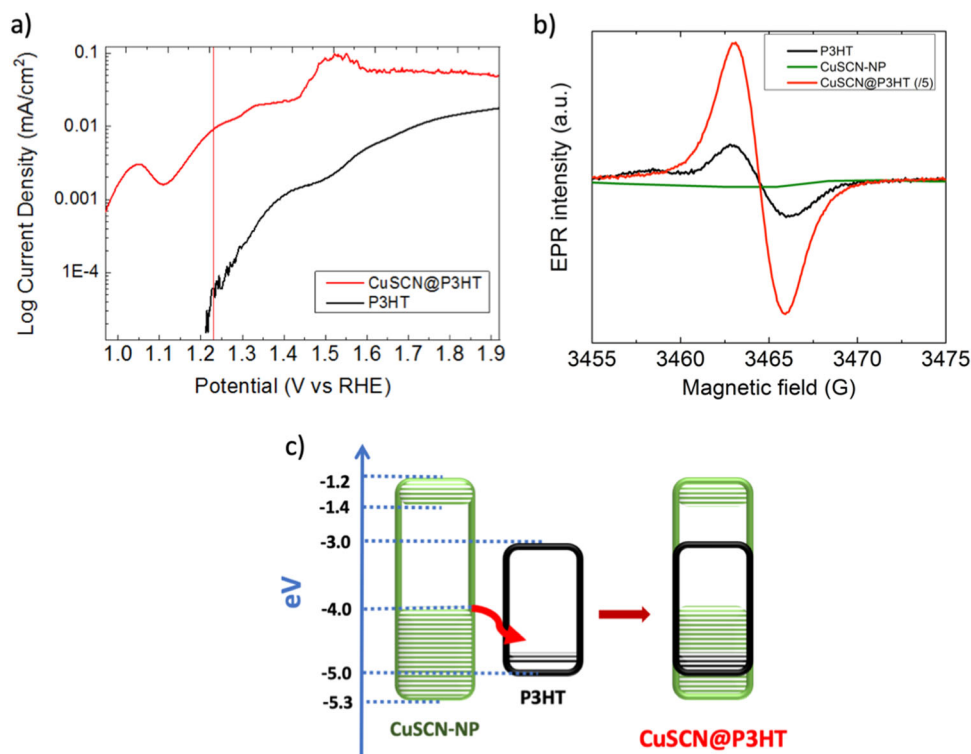 a)
Log Current Density (mA/cm²)
0.1
0.01
0.001
1E-4
CuSCN@P3HT
P3HT
1.0 1.1 1.2 1.3 1.4 1.5 1.6 1.7 1.8 1.9
Potential (V vs RHE)
b)
EPR intensity (a.u.)
P3HT
CuSCN-NP
CuSCN@P3HT (/5)
3455 3460 3465 3470 3475
Magnetic field (G)
c)
eV
-1.2
-1.4
-3.0
-4.0
-5.0
-5.3
CuSCN-NP
P3HT
CuSCN@P3HT